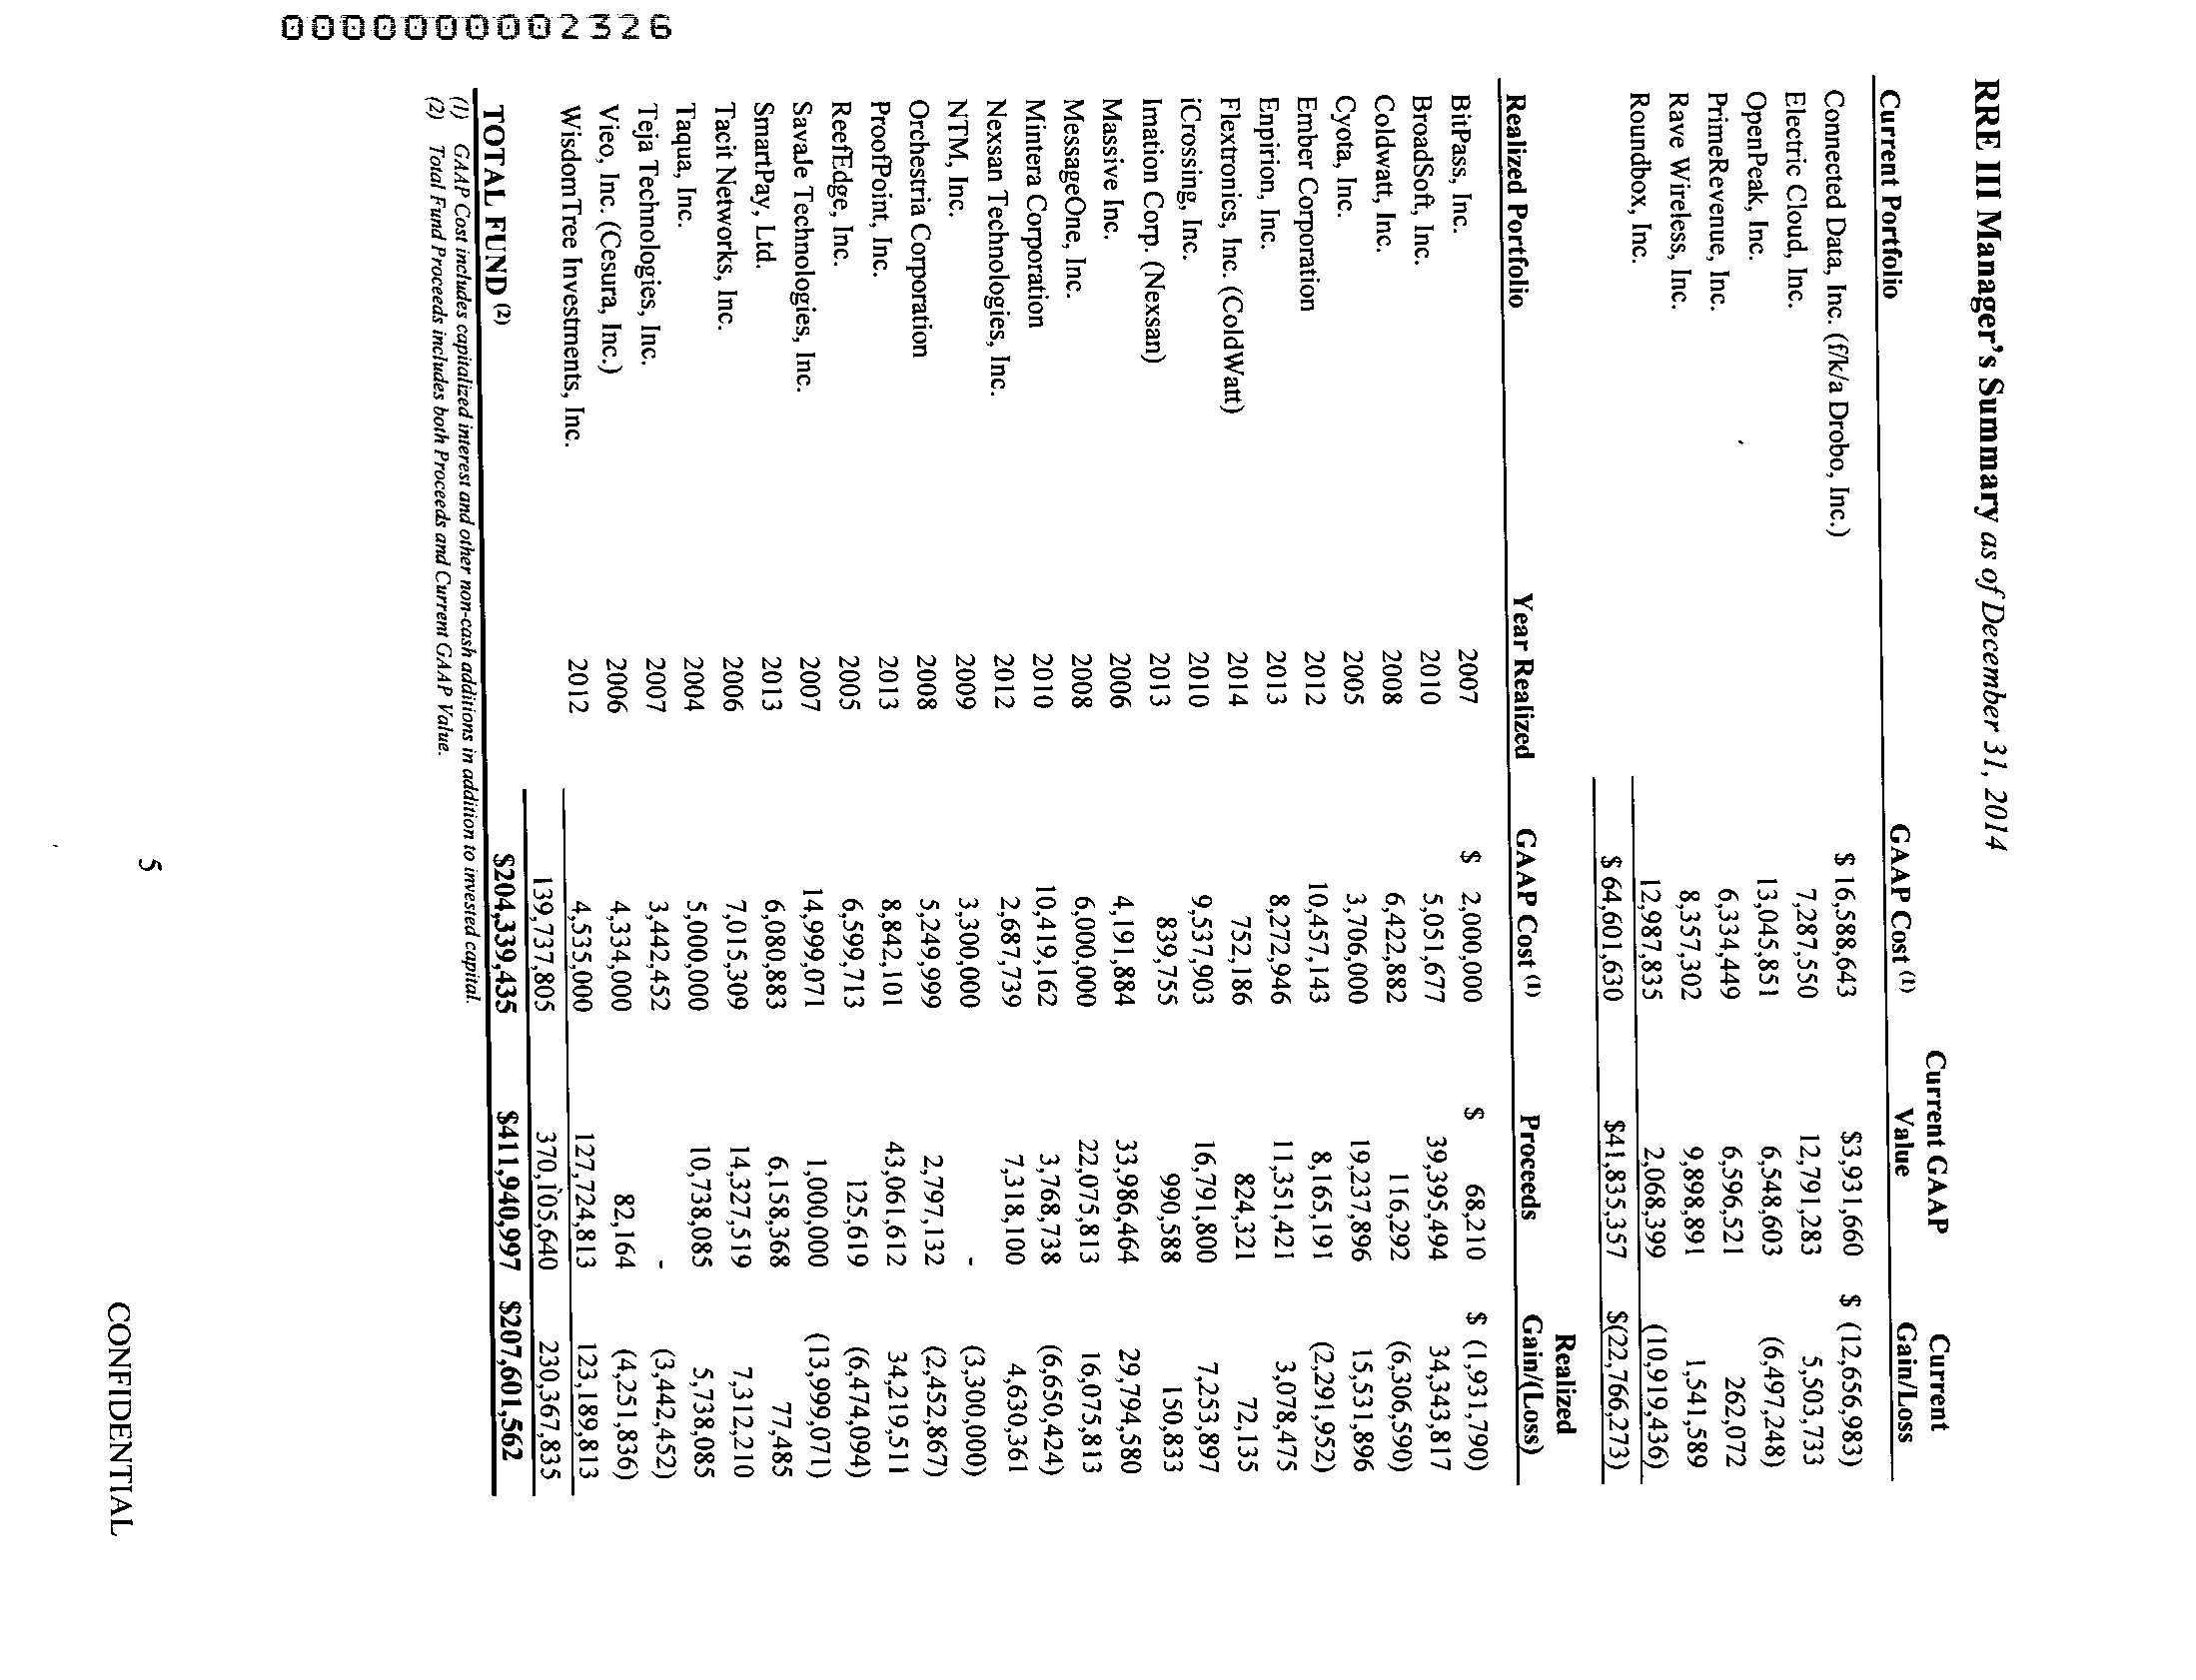 RRE III Manager's Summary as of December 31, 2014
Current Portfolio GAAP Cost (1) Current GAAP Value Current Gain/Loss
Connected Data, Inc. (f/k/a Drobo, Inc.) $ 16,588,643 $3,931,660 $ (12,656,983)
Electric Cloud, Inc. 7,287,550 12,791,283 5,503,733
OpenPeak, Inc. 13,045,851 6,548,603 (6,497,248)
PrimeRevenue, Inc. 6,334,449 6,596,521 262,072
Rave Wireless, Inc. 8,357,302 9,898,891 1,541,589
Roundbox, Inc. 12,987,835 2,068,399 (10,919,436)
$ 64,601,630 $41,835,357 $(22,766,273)
Realized Portfolio Year Realized GAAP Cost (1) Proceeds Realized Gain/(Loss)
BitPass, Inc. 2007 $ 2,000,000 $ 68,210 $ (1,931,790)
BroadSoft, Inc. 2010 5,051,677 39,395,494 34,343,817
Coldwatt, Inc. 2008 6,422,882 116,292 (6,306,590)
Cyota, Inc. 2005 3,706,000 19,237,896 15,531,896
Ember Corporation 2012 10,457,143 8,165,191 (2,291,952)
Enpirion, Inc. 2013 8,272,946 11,351,421 3,078,475
Flextronics, Inc. (ColdWatt) 2014 752,186 824,321 72,135
iCrossing, Inc. 2010 9,537,903 16,791,800 7,253,897
Imation Corp. (Nexsan) 2013 839,755 990,588 150,833
Massive Inc. 2006 4,191,884 33,986,464 29,794,580
MessageOne, Inc. 2008 6,000,000 22,075,813 16,075,813
Mintera Corporation 2010 10,419,162 3,768,738 (6,650,424)
Nexsan Technologies, Inc. 2012 2,687,739 7,318,100 4,630,361
NTM, Inc. 2009 3,300,000 - (3,300,000)
Orchestria Corporation 2008 5,249,999 2,797,132 (2,452,867)
ProofPoint, Inc. 2013 8,842,101 43,061,612 34,219,511
ReefEdge, Inc. 2005 6,599,713 125,619 (6,474,094)
SavaJe Technologies, Inc. 2007 14,999,071 1,000,000 (13,999,071)
SmartPay, Ltd. 2013 6,080,883 6,158,368 77,485
Tacit Networks, Inc. 2006 7,015,309 14,327,519 7,312,210
Taqua, Inc. 2004 5,000,000 10,738,085 5,738,085
Teja Technologies, Inc. 2007 3,442,452 - (3,442,452)
Vieo, Inc. (Cesura, Inc.) 2006 4,334,000 82,164 (4,251,836)
WisdomTree Investments, Inc. 2012 4,535,000 127,724,813 123,189,813
139,737,805 370,105,640 230,367,835
TOTAL FUND (2) $204,339,435 $411,940,997 $207,601,562
(1) GAAP Cost includes capitalized interest and other non-cash additions in addition to invested capital.
(2) Total Fund Proceeds includes both Proceeds and Current GAAP Value.
5
CONFIDENTIAL
0000000002326